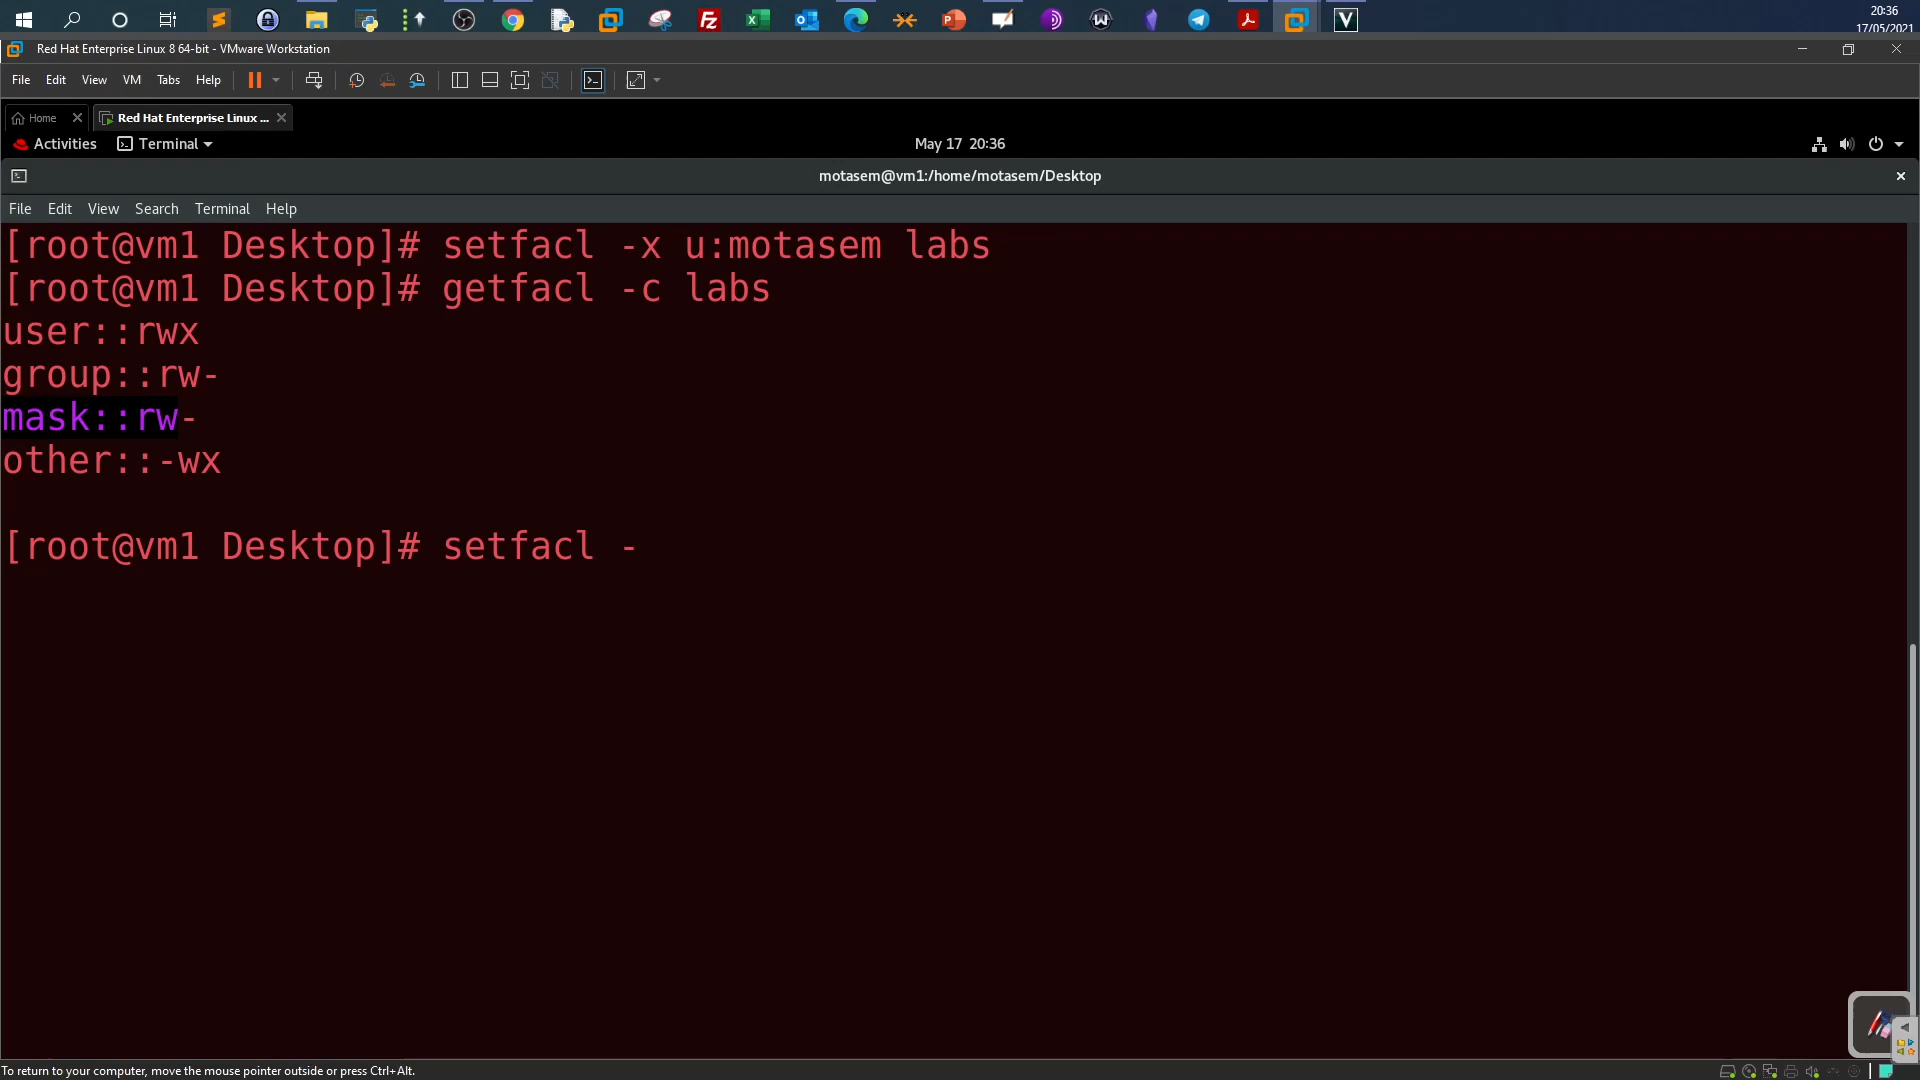 20:36
17/05/2021
Red Hat Enterprise Linux 8 64-bit - VMware Workstation
File Edit View VM Tabs Help
Home Red Hat Enterprise Linux ...
Activities Terminal May 17 20:36
motasem@vm1:/home/motasem/Desktop
File Edit View Search Terminal Help
[root@vm1 Desktop]# setfacl -x u:motasem labs
[root@vm1 Desktop]# getfacl -c labs
user::rwx
group::rw-
mask::rw-
other::-wx
[root@vm1 Desktop]# setfacl -
To return to your computer, move the mouse pointer outside or press Ctrl+Alt.